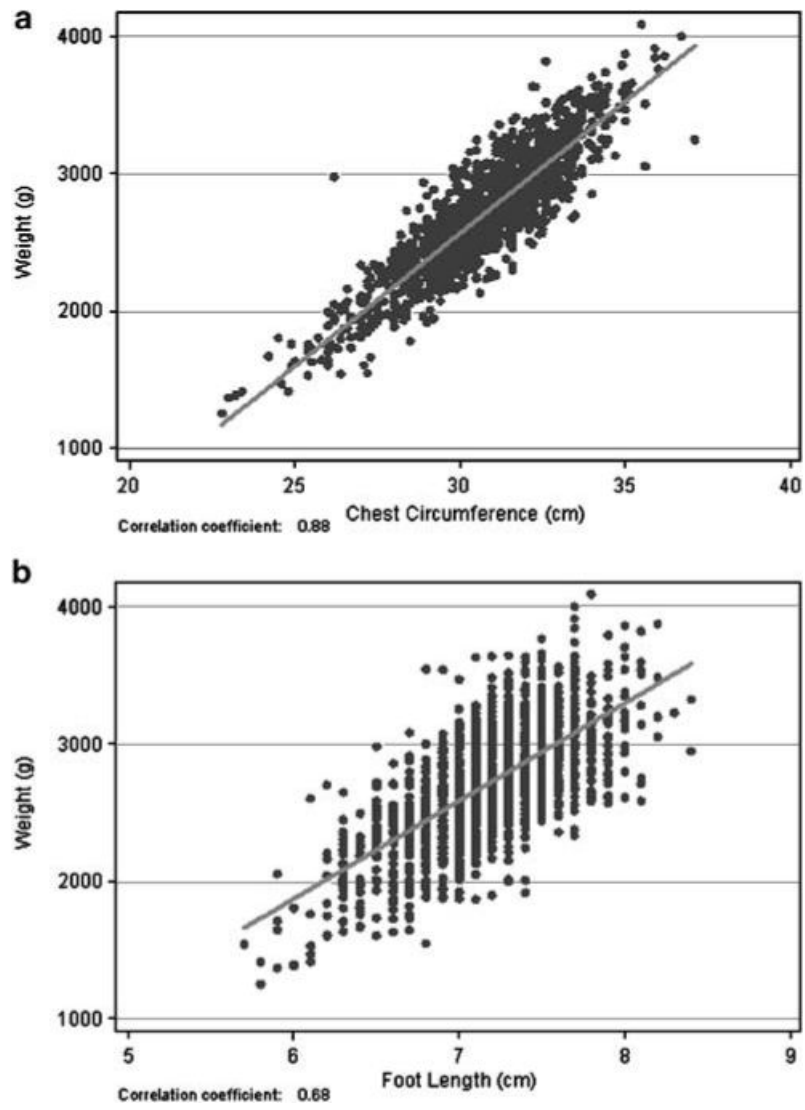 a
4000
3000
2000
1000
Weight (g)
20 25 30 35 40
Chest Circumference (cm)
Correlation coefficient: 0.88
b
4000
3000
2000
1000
Weight (g)
5 6 7 8 9
Foot Length (cm)
Correlation coefficient: 0.68